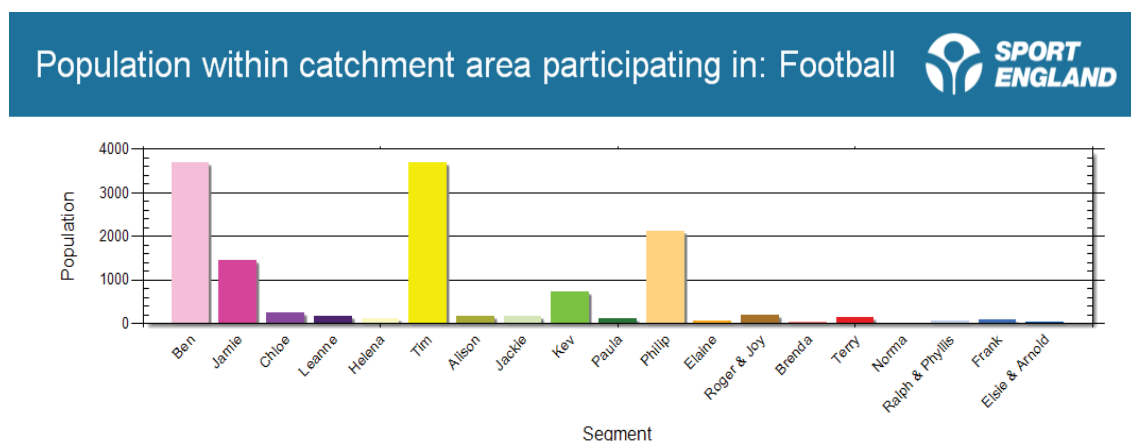 Population within catchment area participating in: Football
SPORT
ENGLAND
4000
3000
2000
1000
0
Population
Ben
Jamie
Chloe
Leanne
Helena
Tim
Alison
Jackie
Kev
Paula
Philip
Elaine
Roger & Joy
Brenda
Terry
Norma
Ralph & Phyllis
Frank
Elsie & Arnold
Segment